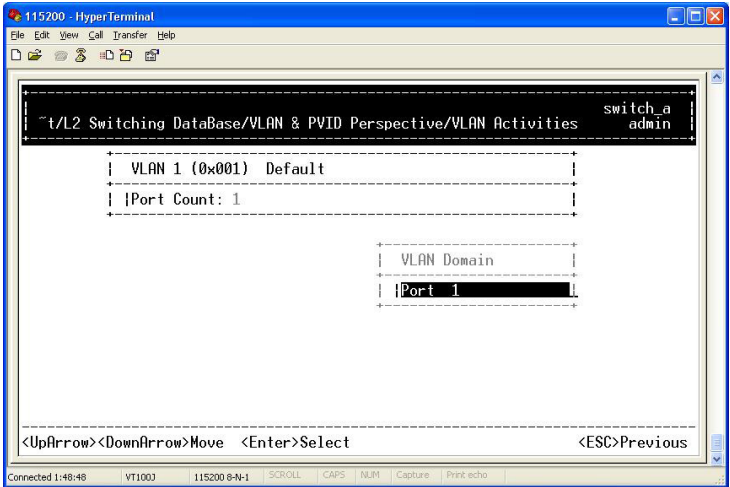 115200 - HyperTerminal
File Edit View Call Transfer Help
switch_a
~t/L2 Switching DataBase/VLAN & PVID Perspective/VLAN Activities admin
VLAN 1 (0x001) Default
Port Count: 1
VLAN Domain
Port 1
<UpArrow><DownArrow>Move <Enter>Select <ESC>Previous
Connected 1:48:48 VT100J 115200 8-N-1 SCROLL CAPS NUM Capture Print echo